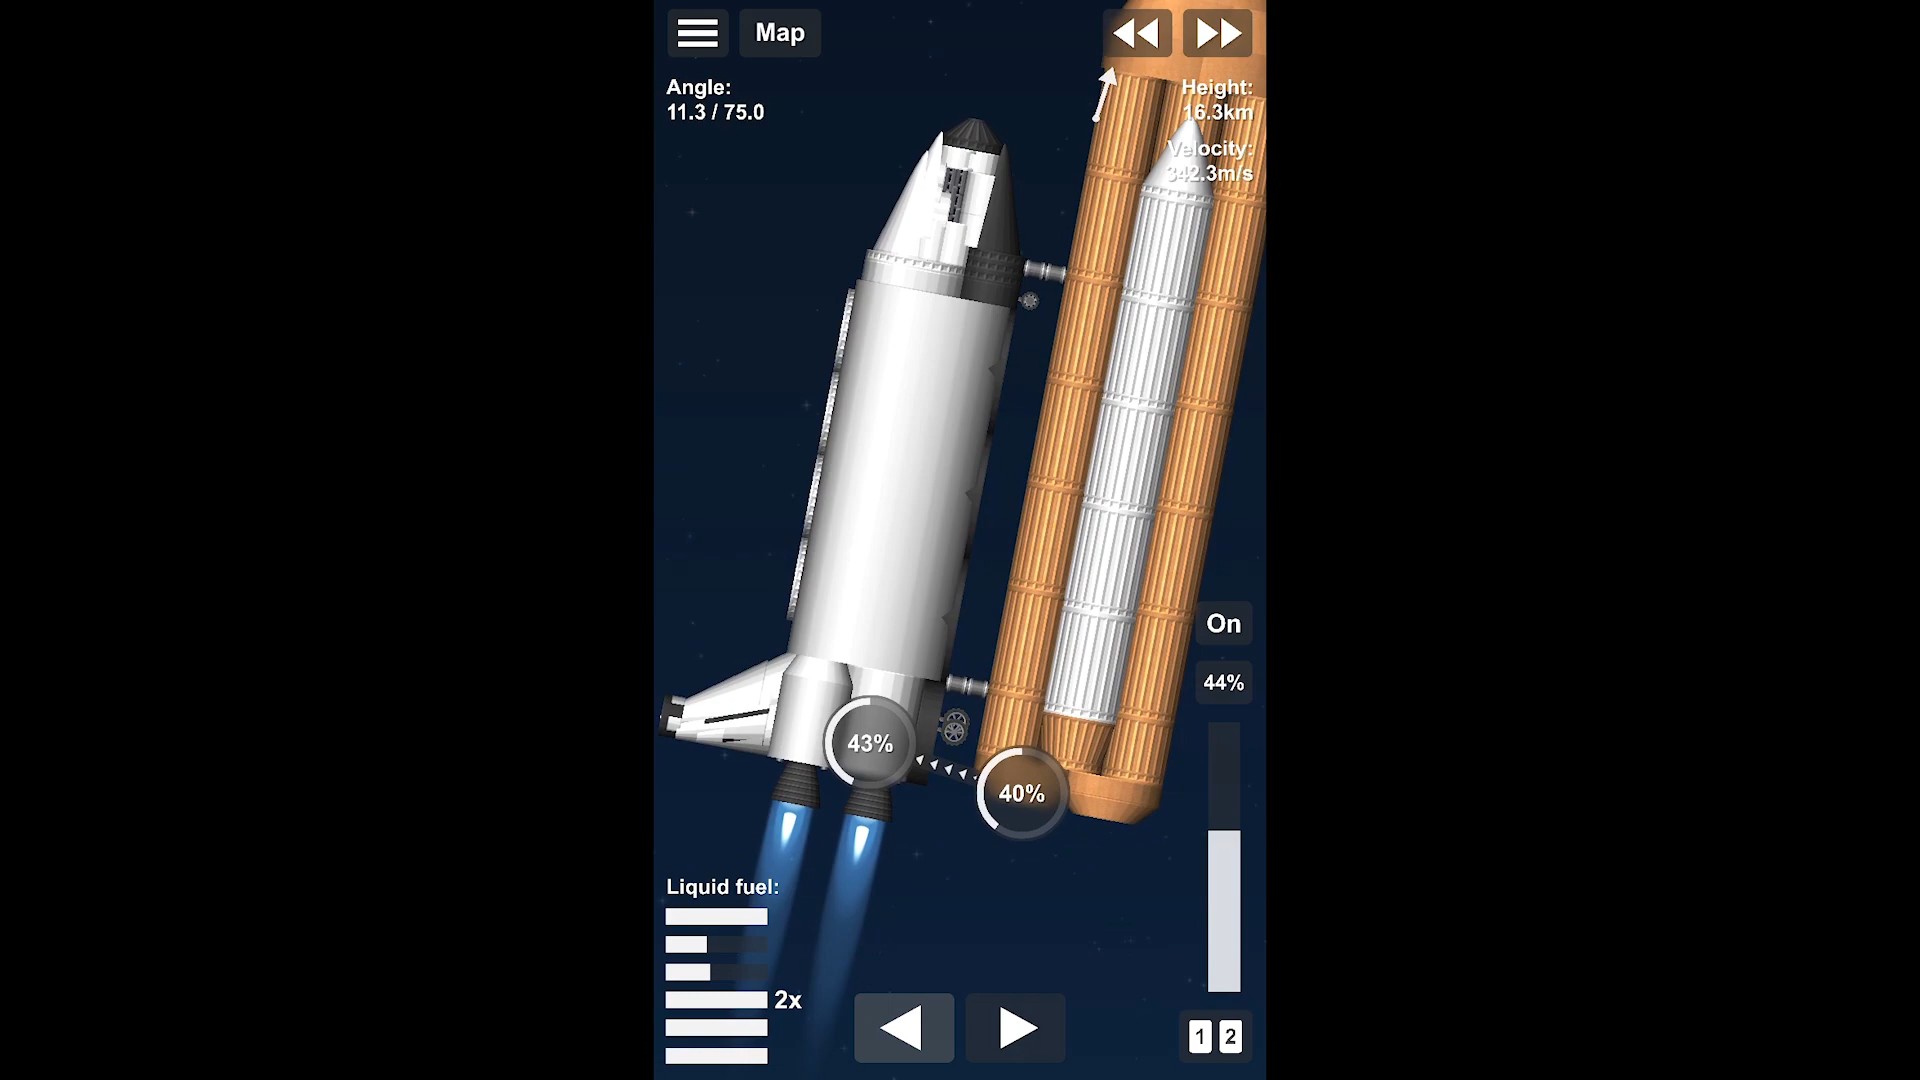 Map
Angle:
11.3 / 75.0
Height:
16.3km
Velocity:
342.3m/s
On
44%
43%
40%
Liquid fuel:
2x
1 2